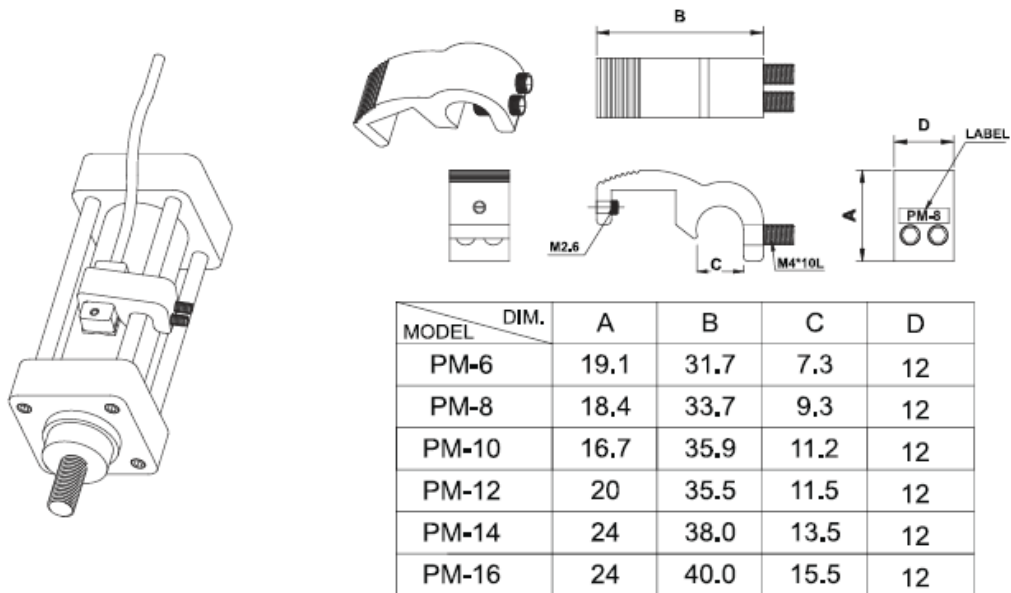 B
D
LABEL
A
PM-8
M2.6
C
M4*10L
DIM.
MODEL
A B C D
PM-6 19.1 31.7 7.3 12
PM-8 18.4 33.7 9.3 12
PM-10 16.7 35.9 11.2 12
PM-12 20 35.5 11.5 12
PM-14 24 38.0 13.5 12
PM-16 24 40.0 15.5 12